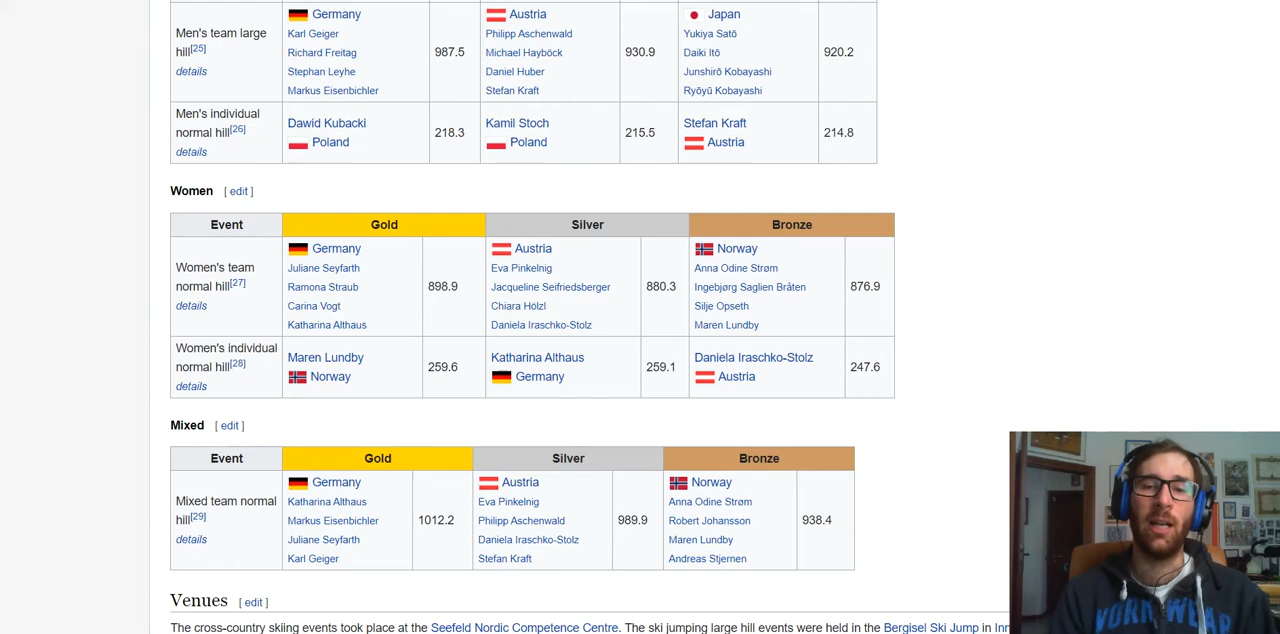 Germany Austria Japan
Men's team large hill[25] details
Karl Geiger
Richard Freitag
Stephan Leyhe
Markus Eisenbichler
987.5
Philipp Aschenwald
Michael Hayböck
Daniel Huber
Stefan Kraft
930.9
Yukiya Satō
Daiki Itō
Junshirō Kobayashi
Ryōyū Kobayashi
920.2
Men's individual
normal hill[26]
details
Dawid Kubacki
Poland
218.3
Kamil Stoch
Poland
215.5
Stefan Kraft
Austria
214.8
Women [ edit ]
Event Gold Silver Bronze
Women's team
normal hill[27]
details
Germany
Juliane Seyfarth
Ramona Straub
Carina Vogt
Katharina Althaus
898.9
Austria
Eva Pinkelnig
Jacqueline Seifriedsberger
Chiara Hölzl
Daniela Iraschko-Stolz
880.3
Norway
Anna Odine Strøm
Ingebjørg Saglien Bråten
Silje Opseth
Maren Lundby
876.9
Women's individual
normal hill[28]
details
Maren Lundby
Norway
259.6
Katharina Althaus
Germany
259.1
Daniela Iraschko-Stolz
Austria
247.6
Mixed [ edit ]
Event Gold Silver Bronze
Mixed team normal
hill[29]
details
Germany
Katharina Althaus
Markus Eisenbichler
Juliane Seyfarth
Karl Geiger
1012.2
Austria
Eva Pinkelnig
Philipp Aschenwald
Daniela Iraschko-Stolz
Stefan Kraft
989.9
Norway
Anna Odine Strøm
Robert Johansson
Maren Lundby
Andreas Stjernen
938.4
Venues [ edit ]
The cross-country skiing events took place at the Seefeld Nordic Competence Centre. The ski jumping large hill events were held in the Bergisel Ski Jump in Inn
WORK WEAR